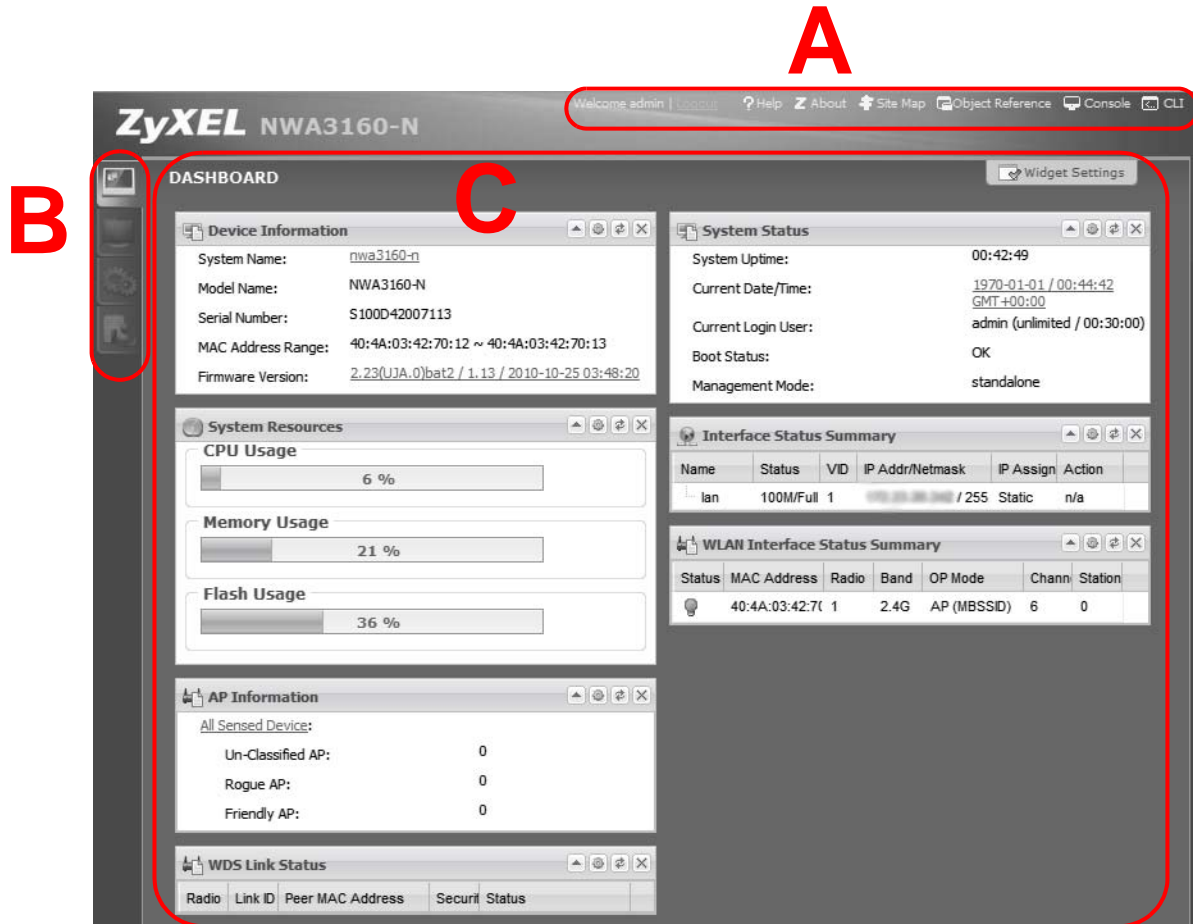 A
Welcome admin | Logout ?Help Z About Site Map Object Reference Console CLI
ZyXEL NWA3160-N
B
C
DASHBOARD
Widget Settings
Device Information
System Name: nwa3160-n
Model Name: NWA3160-N
Serial Number: S100D42007113
MAC Address Range: 40:4A:03:42:70:12 ~ 40:4A:03:42:70:13
Firmware Version: 2.23(UJA.0)bat2 / 1.13 / 2010-10-25 03:48:20
System Resources
CPU Usage
6 %
Memory Usage
21 %
Flash Usage
36 %
AP Information
All Sensed Device:
Un-Classified AP: 0
Rogue AP: 0
Friendly AP: 0
WDS Link Status
Radio Link ID Peer MAC Address Securit Status
System Status
System Uptime: 00:42:49
Current Date/Time: 1970-01-01 / 00:44:42
GMT+00:00
Current Login User: admin (unlimited / 00:30:00)
Boot Status: OK
Management Mode: standalone
Interface Status Summary
Name Status VID IP Addr/Netmask IP Assign Action
lan 100M/Full 1 / 255 Static n/a
WLAN Interface Status Summary
Status MAC Address Radio Band OP Mode Chann Station
40:4A:03:42:7( 1 2.4G AP (MBSSID) 6 0